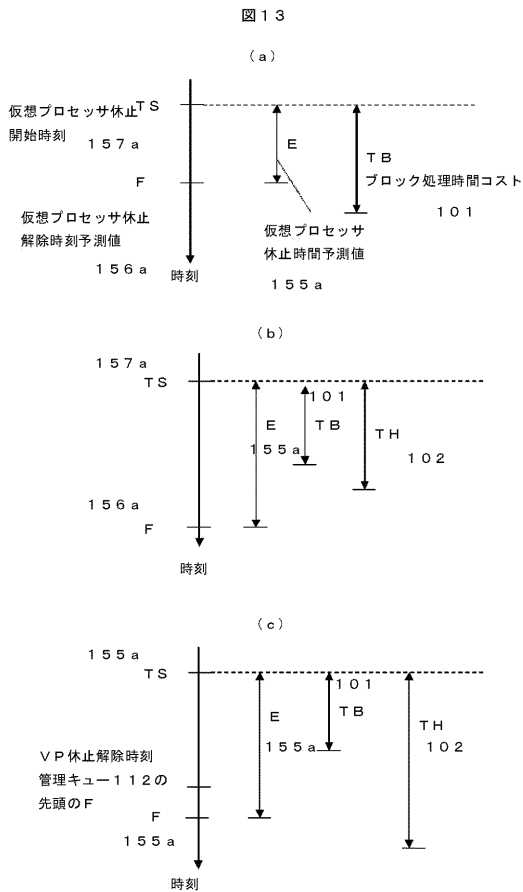 図１３
（ａ）
仮想プロセッサ休止
開始時刻
ＴＳ
１５７ａ
Ｅ
ＴＢ
ブロック処理時間コスト
１０１
Ｆ
仮想プロセッサ休止
解除時刻予測値
１５６ａ
時刻
仮想プロセッサ
休止時間予測値
１５５ａ
（ｂ）
１５７ａ
ＴＳ
１０１
Ｅ
ＴＢ
ＴＨ
１５５ａ
１０２
１５６ａ
Ｆ
時刻
（ｃ）
１５５ａ
ＴＳ
１０１
Ｅ
ＴＢ
ＴＨ
１５５ａ
１０２
ＶＰ休止解除時刻
管理キュー１１２の
先頭のＦ
Ｆ
１５５ａ
時刻